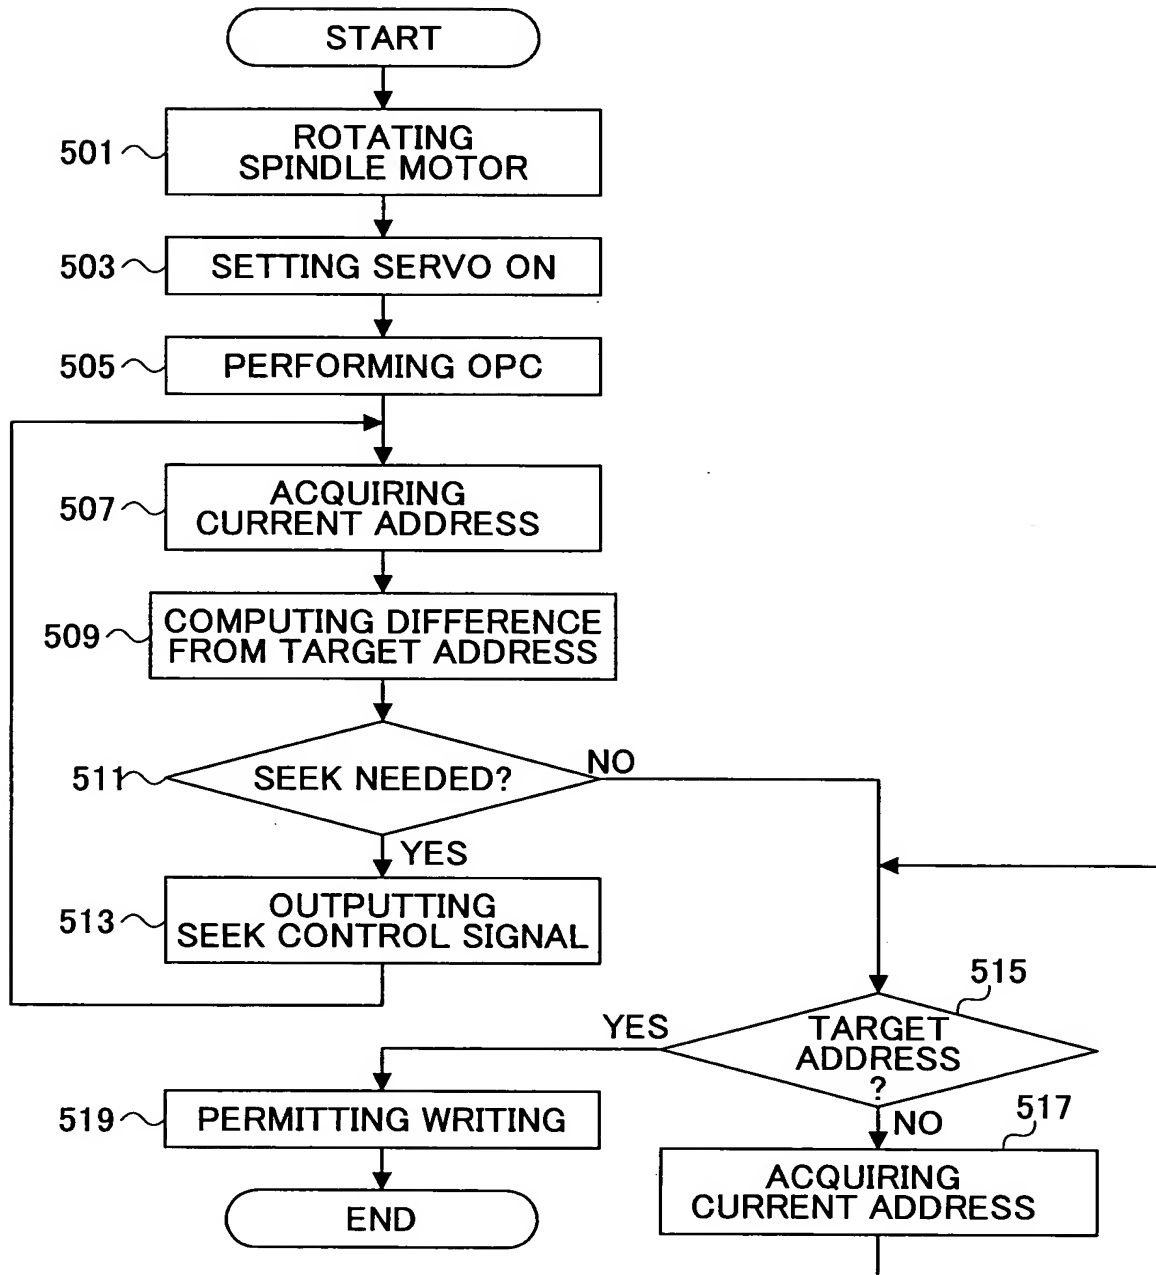 START
501
ROTATING
SPINDLE MOTOR
503
SETTING SERVO ON
505
PERFORMING OPC
507
ACQUIRING
CURRENT ADDRESS
509
COMPUTING DIFFERENCE
FROM TARGET ADDRESS
511
SEEK NEEDED?
NO
YES
513
OUTPUTTING
SEEK CONTROL SIGNAL
515
YES
TARGET
ADDRESS
?
519
PERMITTING WRITING
NO
517
ACQUIRING
CURRENT ADDRESS
END